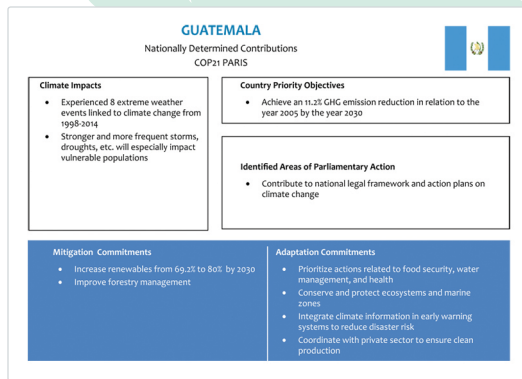 GUATEMALA
Nationally Determined Contributions
COP21 PARIS
Climate Impacts
• Experienced 8 extreme weather
events linked to climate change from
1998-2014
• Stronger and more frequent storms,
droughts, etc. will especially impact
vulnerable populations
Country Priority Objectives
• Achieve an 11.2% GHG emission reduction in relation to the
year 2005 by the year 2030
Identified Areas of Parliamentary Action
• Contribute to national legal framework and action plans on
climate change
Mitigation Commitments
• Increase renewables from 69.2% to 80% by 2030
• Improve forestry management
Adaptation Commitments
• Prioritize actions related to food security, water
management, and health
• Conserve and protect ecosystems and marine
zones
• Integrate climate information in early warning
systems to reduce disaster risk
• Coordinate with private sector to ensure clean
production